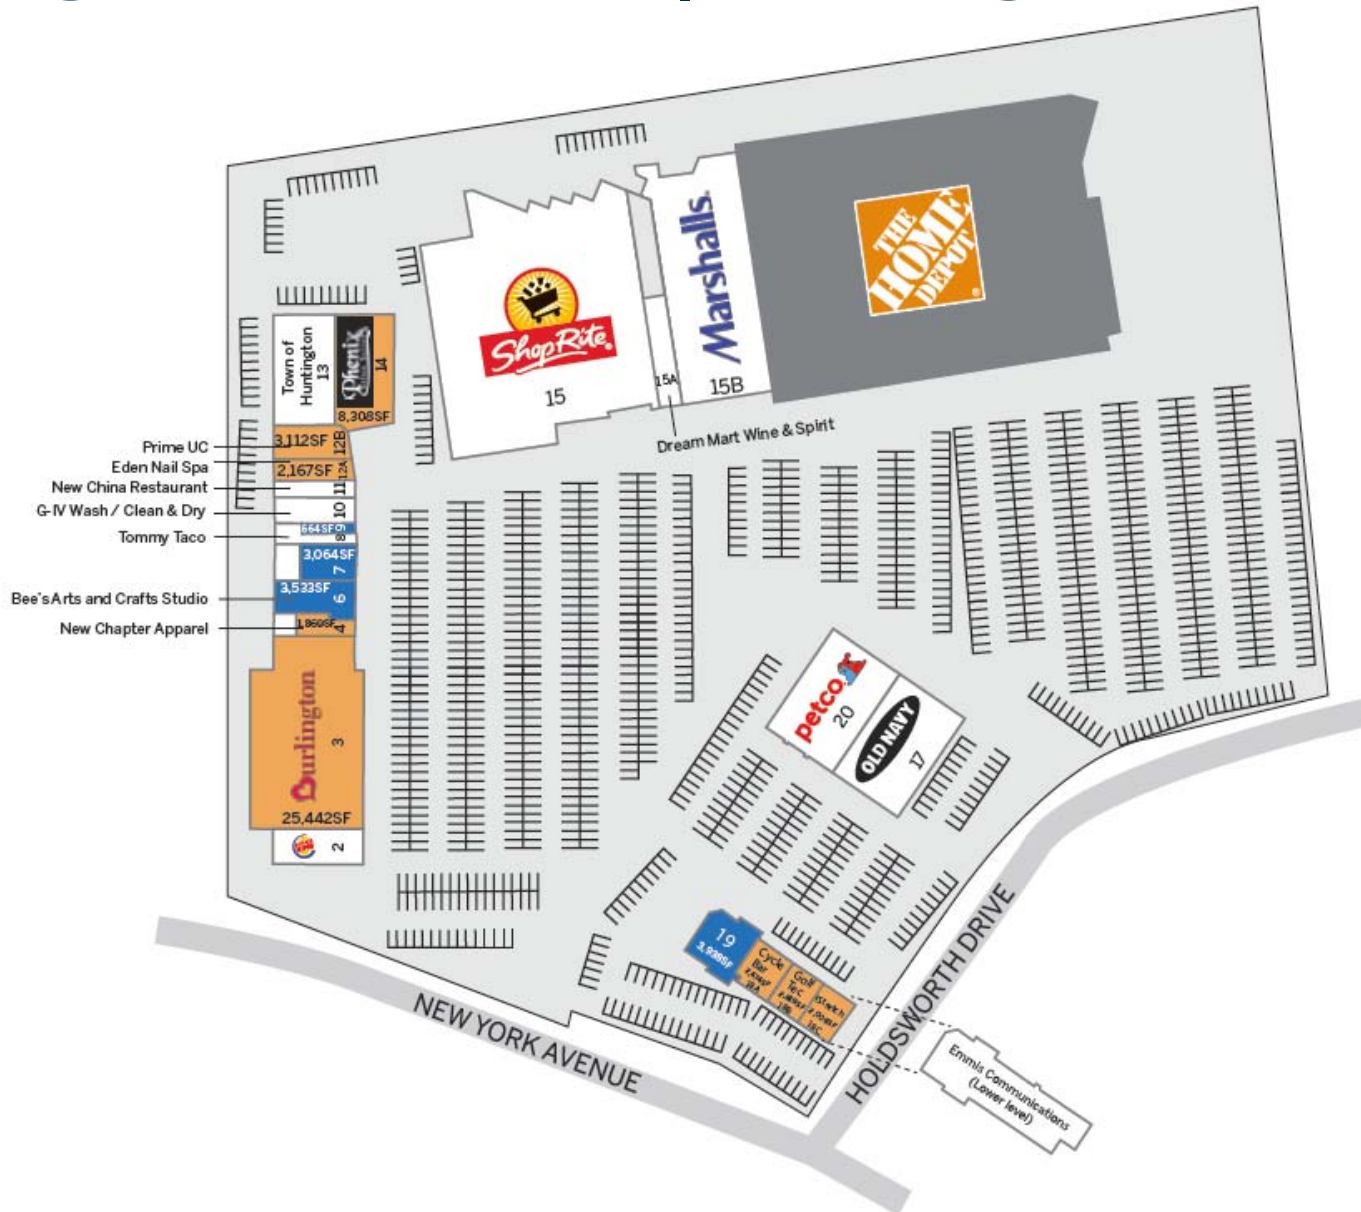 THE
HOME
DEPOT
Marshalls
15B
ShopRite
15
15A
Dream Mart Wine & Spirit
Town of
Huntington
13
Phenix
14
8,308SF
Prime UC
3,112SF
12B
Eden Nail Spa
2,167SF
12A
New China Restaurant
11
G-IV Wash / Clean & Dry
10
664SF
9
Tommy Taco
8
3,064SF
7
3,533SF
Bee's Arts and Crafts Studio
6
New Chapter Apparel
4
Burlington
3
25,442SF
BURGER KING
2
petco
20
OLD NAVY
17
19
3,938SF
Cycle
Bar
Golf
Tec
NEW YORK AVENUE
HOLDSWORTH DRIVE
Emmis Communications
(Lower level)